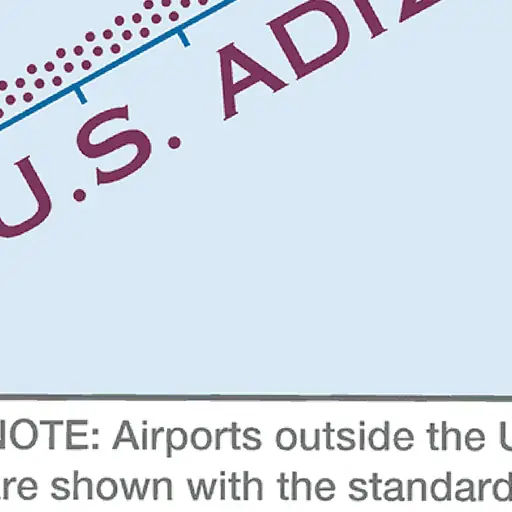 U.S. ADIZ
NOTE: Airports outside the U
are shown with the standard